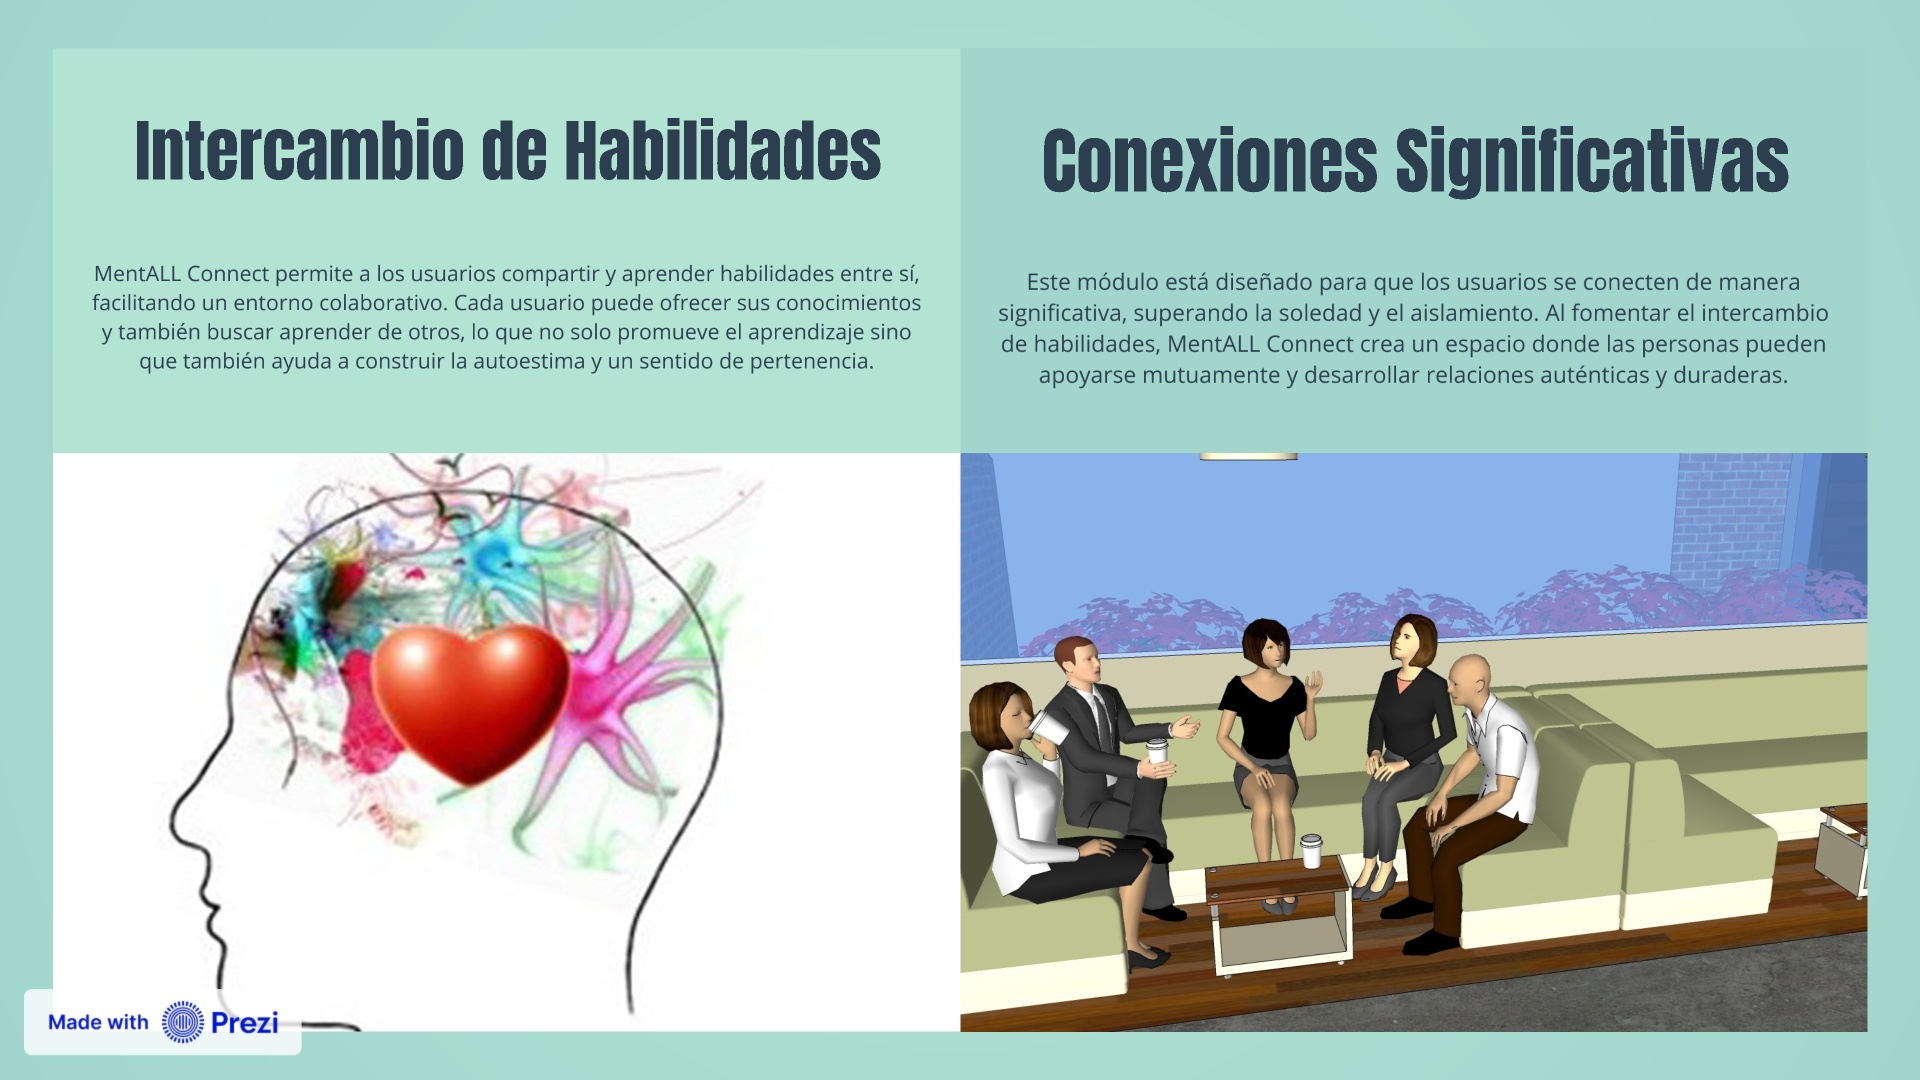 Intercambio de Habilidades
MentALL Connect permite a los usuarios compartir y aprender habilidades entre sí,
facilitando un entorno colaborativo. Cada usuario puede ofrecer sus conocimientos
y también buscar aprender de otros, lo que no solo promueve el aprendizaje sino
que también ayuda a construir la autoestima y un sentido de pertenencia.
Conexiones Significativas
Este módulo está diseñado para que los usuarios se conecten de manera
significativa, superando la soledad y el aislamiento. Al fomentar el intercambio
de habilidades, MentALL Connect crea un espacio donde las personas pueden
apoyarse mutuamente y desarrollar relaciones auténticas y duraderas.
Made with Prezi